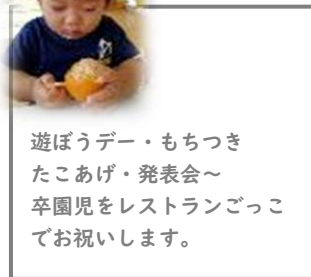 遊ぼうデー・もちつき
たこあげ・発表会～
卒園児をレストランごっこ
でお祝いします。